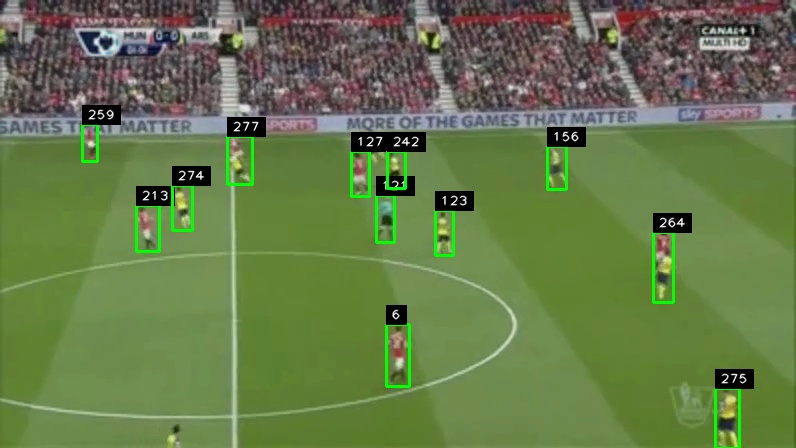 MUN 0-0 ARS
CANAL+ 1
MULTI HD
GAMES THAT MATTER
SPORTS
MORE OF THE GAMES THAT MATTER
sky SPORTS
259
277
127
242
156
274
213
121
123
264
6
275